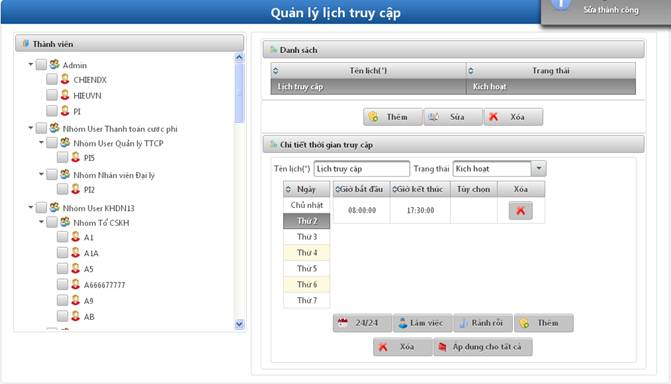 Quản lý lịch truy cập
Sửa thành công
Thành viên
Admin
CHIENDX
HIEUVN
PI
Nhóm User Thanh toán cước phí
Nhóm User Quản lý TTCP
PI5
Nhóm Nhân viên Đại lý
PI2
Nhóm User KHDN13
Nhóm Tổ CSKH
A1
A1A
A5
A666677777
A9
AB
Danh sách
Tên lịch(*) Trạng thái
Lịch truy cập Kích hoạt
Thêm Sửa Xóa
Chi tiết thời gian truy cập
Tên lịch(*) Lịch truy cập Trạng thái Kích hoạt
Ngày Giờ bắt đầu Giờ kết thúc Tùy chọn Xóa
Chủ nhật
08:00:00 17:30:00
Thứ 2
Thứ 3
Thứ 4
Thứ 5
Thứ 6
Thứ 7
24/24 Làm việc Rảnh rỗi Thêm
Xóa Áp dụng cho tất cả